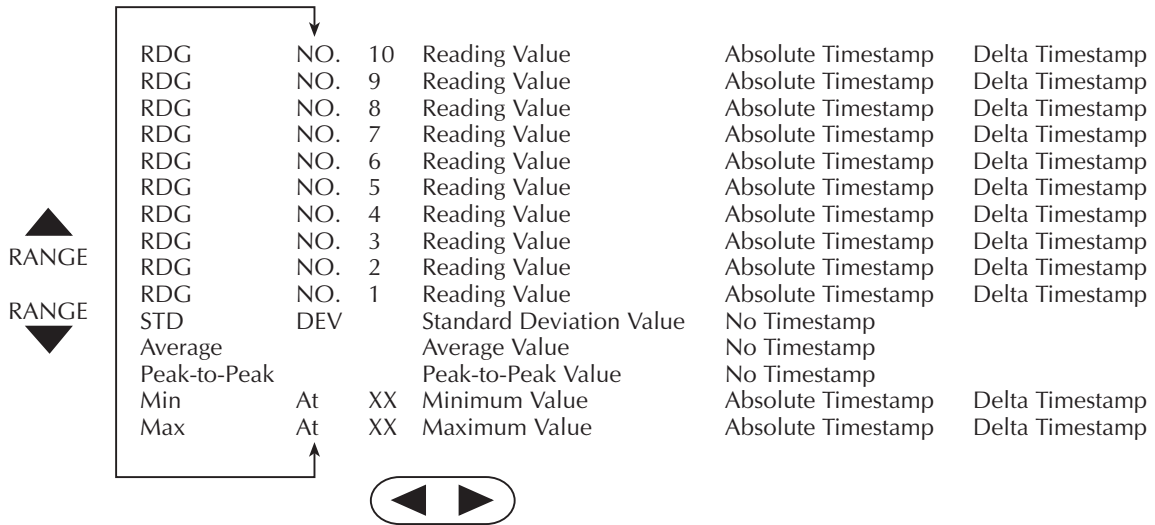 RDG NO. 10 Reading Value Absolute Timestamp Delta Timestamp
RDG NO. 9 Reading Value Absolute Timestamp Delta Timestamp
RDG NO. 8 Reading Value Absolute Timestamp Delta Timestamp
RDG NO. 7 Reading Value Absolute Timestamp Delta Timestamp
RDG NO. 6 Reading Value Absolute Timestamp Delta Timestamp
RDG NO. 5 Reading Value Absolute Timestamp Delta Timestamp
RDG NO. 4 Reading Value Absolute Timestamp Delta Timestamp
RDG NO. 3 Reading Value Absolute Timestamp Delta Timestamp
RDG NO. 2 Reading Value Absolute Timestamp Delta Timestamp
RDG NO. 1 Reading Value Absolute Timestamp Delta Timestamp
STD DEV Standard Deviation Value No Timestamp
Average Average Value No Timestamp
Peak-to-Peak Peak-to-Peak Value No Timestamp
Min At XX Minimum Value Absolute Timestamp Delta Timestamp
Max At XX Maximum Value Absolute Timestamp Delta Timestamp
RANGE
RANGE